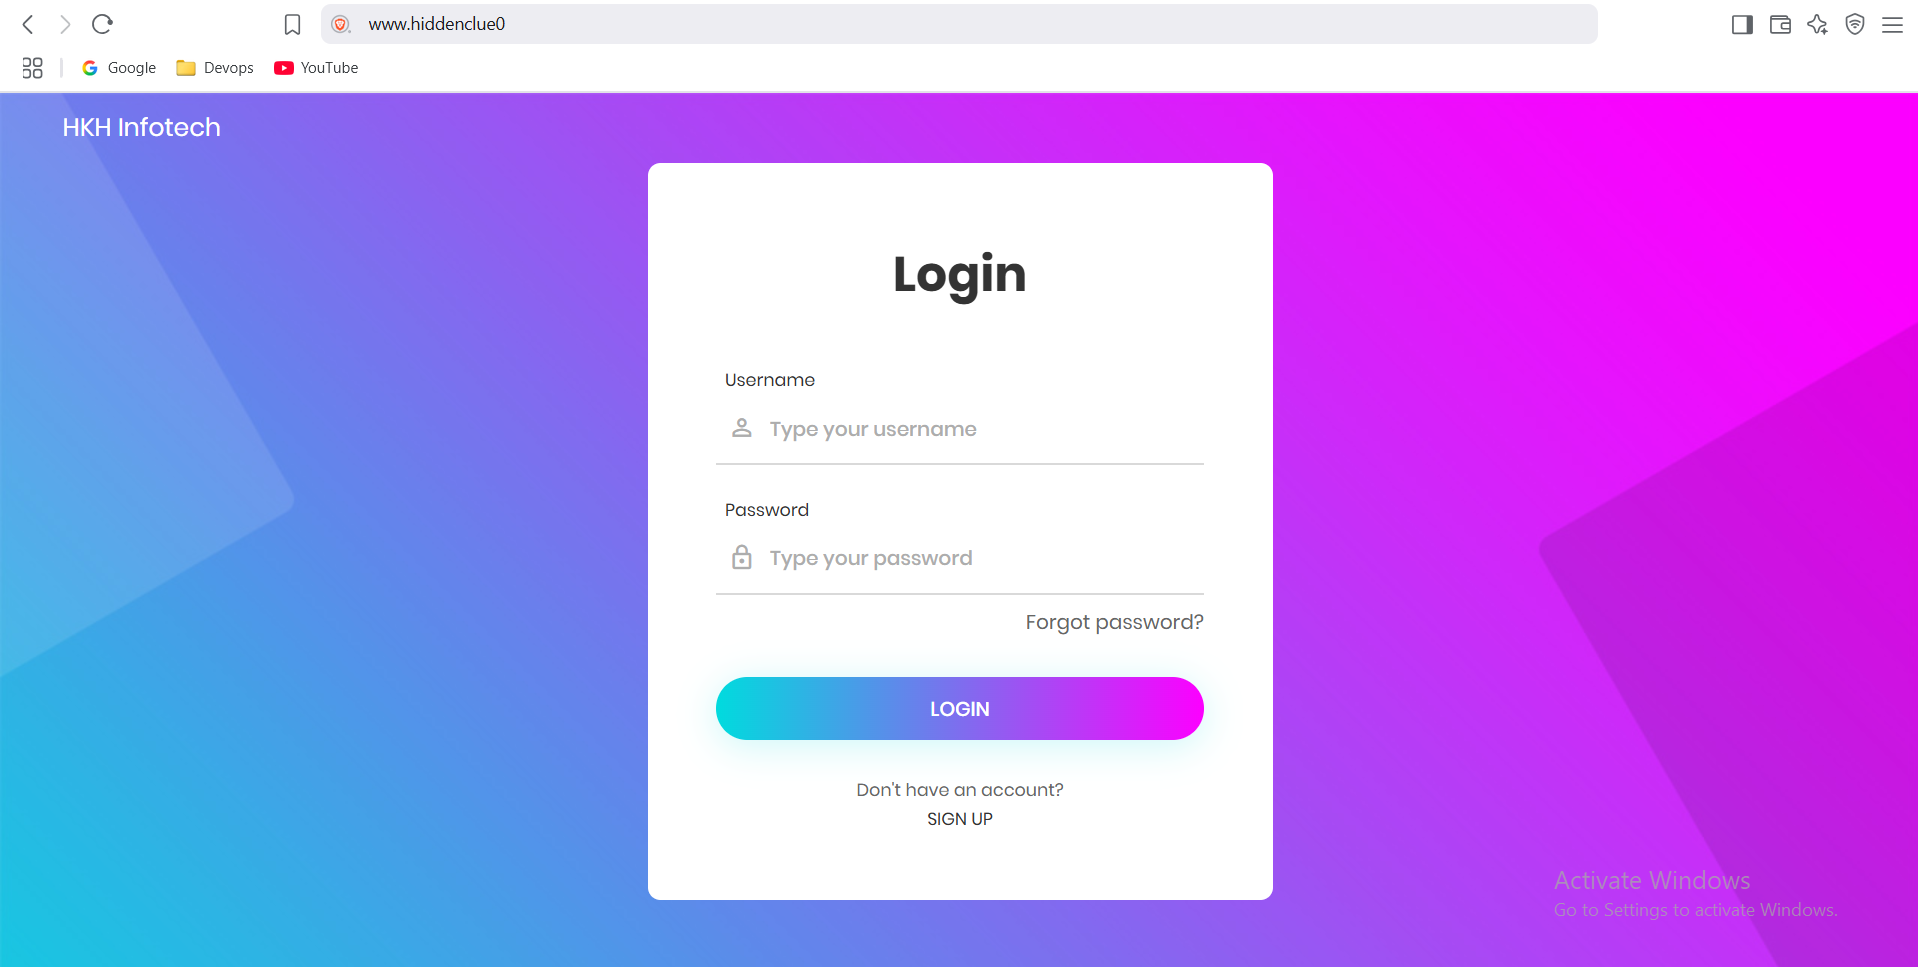 www.hiddenclue0
Google Devops YouTube
HKH Infotech
Login
Username
Type your username
Password
Type your password
Forgot password?
LOGIN
Don't have an account?
SIGN UP
Activate Windows
Go to Settings to activate Windows.